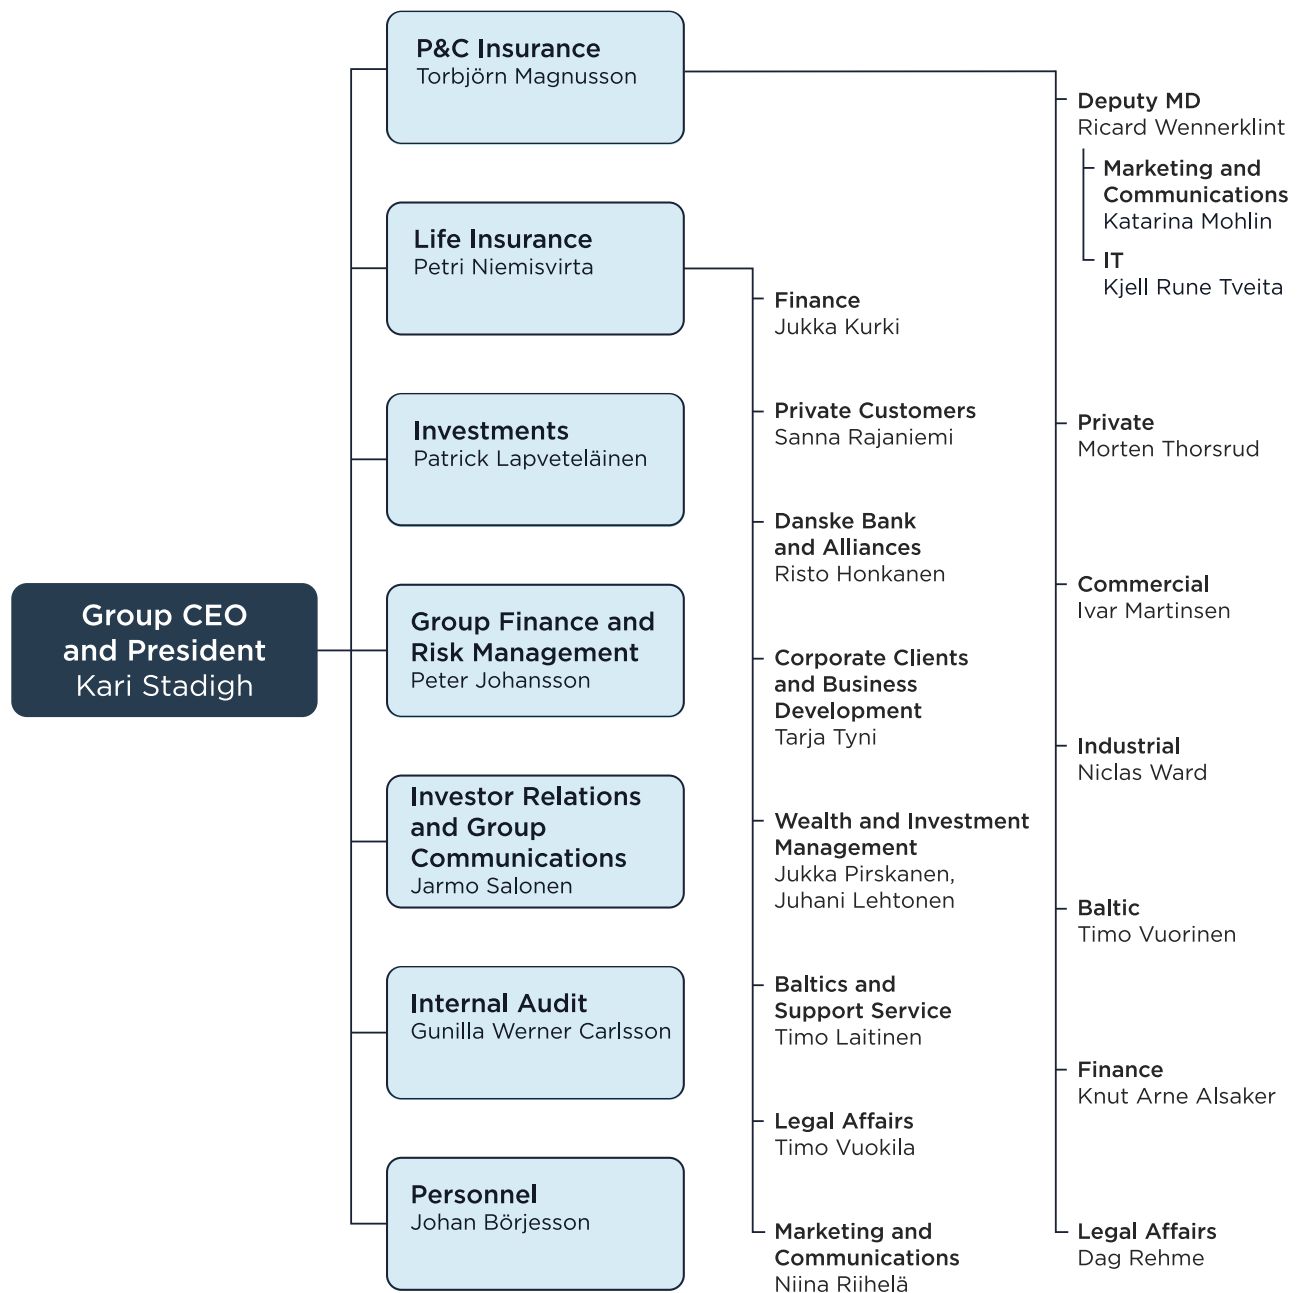 Group CEO
and President
Kari Stadigh
P&C Insurance
Torbjörn Magnusson
Life Insurance
Petri Niemisvirta
Investments
Patrick Lapveteläinen
Group Finance and
Risk Management
Peter Johansson
Investor Relations
and Group
Communications
Jarmo Salonen
Internal Audit
Gunilla Werner Carlsson
Personnel
Johan Börjesson
Finance
Jukka Kurki
Private Customers
Sanna Rajaniemi
Danske Bank
and Alliances
Risto Honkanen
Corporate Clients
and Business
Development
Tarja Tyni
Wealth and Investment
Management
Jukka Pirskanen,
Juhani Lehtonen
Baltics and
Support Service
Timo Laitinen
Legal Affairs
Timo Vuokila
Marketing and
Communications
Niina Riihelä
Deputy MD
Ricard Wennerklint
Marketing and
Communications
Katarina Mohlin
IT
Kjell Rune Tveita
Private
Morten Thorsrud
Commercial
Ivar Martinsen
Industrial
Niclas Ward
Baltic
Timo Vuorinen
Finance
Knut Arne Alsaker
Legal Affairs
Dag Rehme